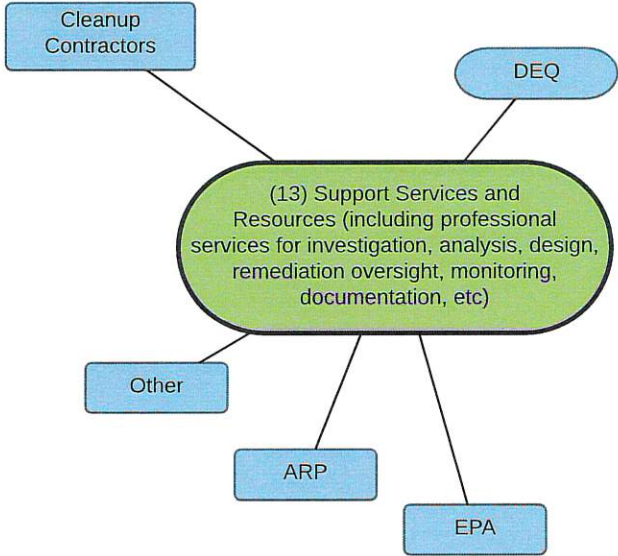 Cleanup
Contractors
DEQ
(13) Support Services and
Resources (including professional
services for investigation, analysis, design,
remediation oversight, monitoring,
documentation, etc)
Other
ARP
EPA